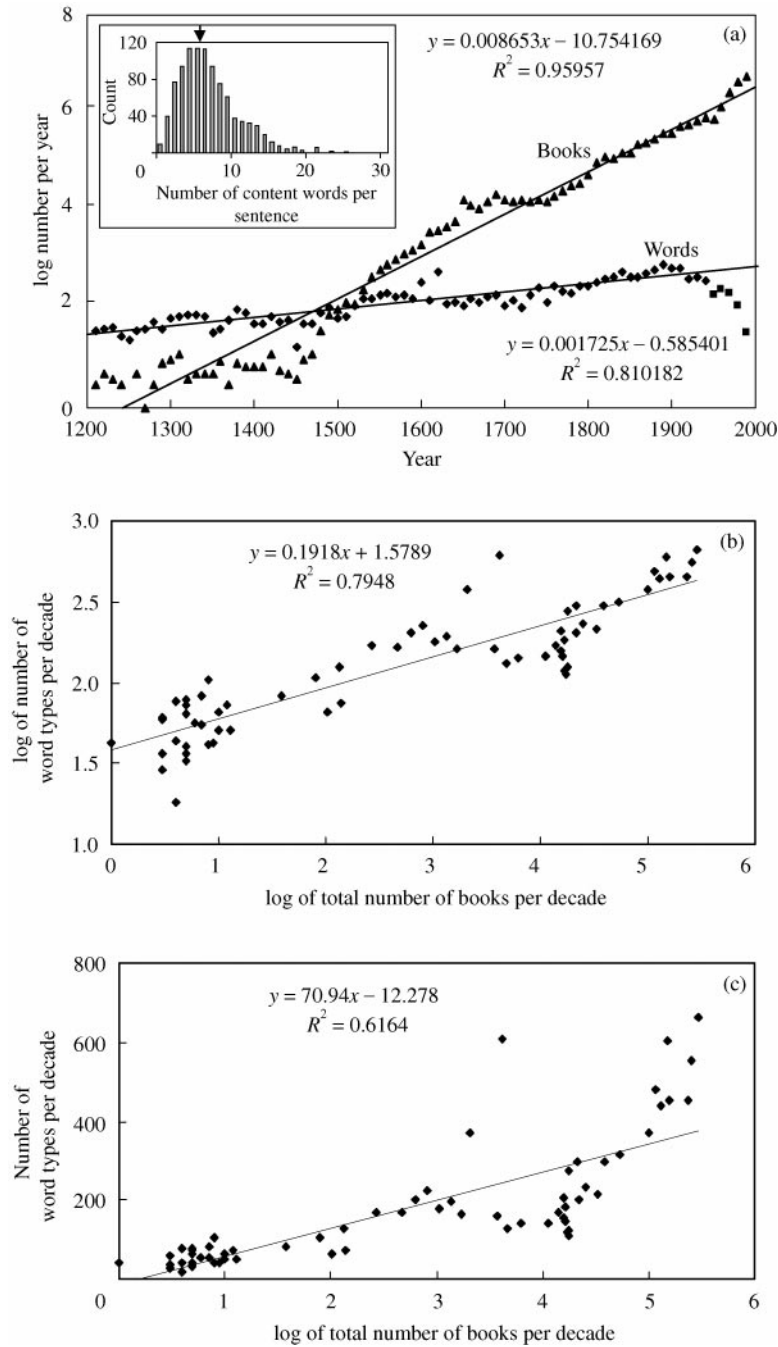 (a)
y = 0.008653x − 10.754169
R² = 0.95957
120
80
40
0
Count
0 10 20 30
Number of content words per
sentence
Books
Words
y = 0.001725x − 0.585401
R² = 0.810182
8
6
4
2
0
log number per year
1200 1300 1400 1500 1600 1700 1800 1900 2000
Year
(b)
y = 0.1918x + 1.5789
R² = 0.7948
3.0
2.5
2.0
1.5
1.0
log of number of
word types per decade
0 1 2 3 4 5 6
log of total number of books per decade
(c)
y = 70.94x − 12.278
R² = 0.6164
800
600
400
200
Number of
word types per decade
0 1 2 3 4 5 6
log of total number of books per decade